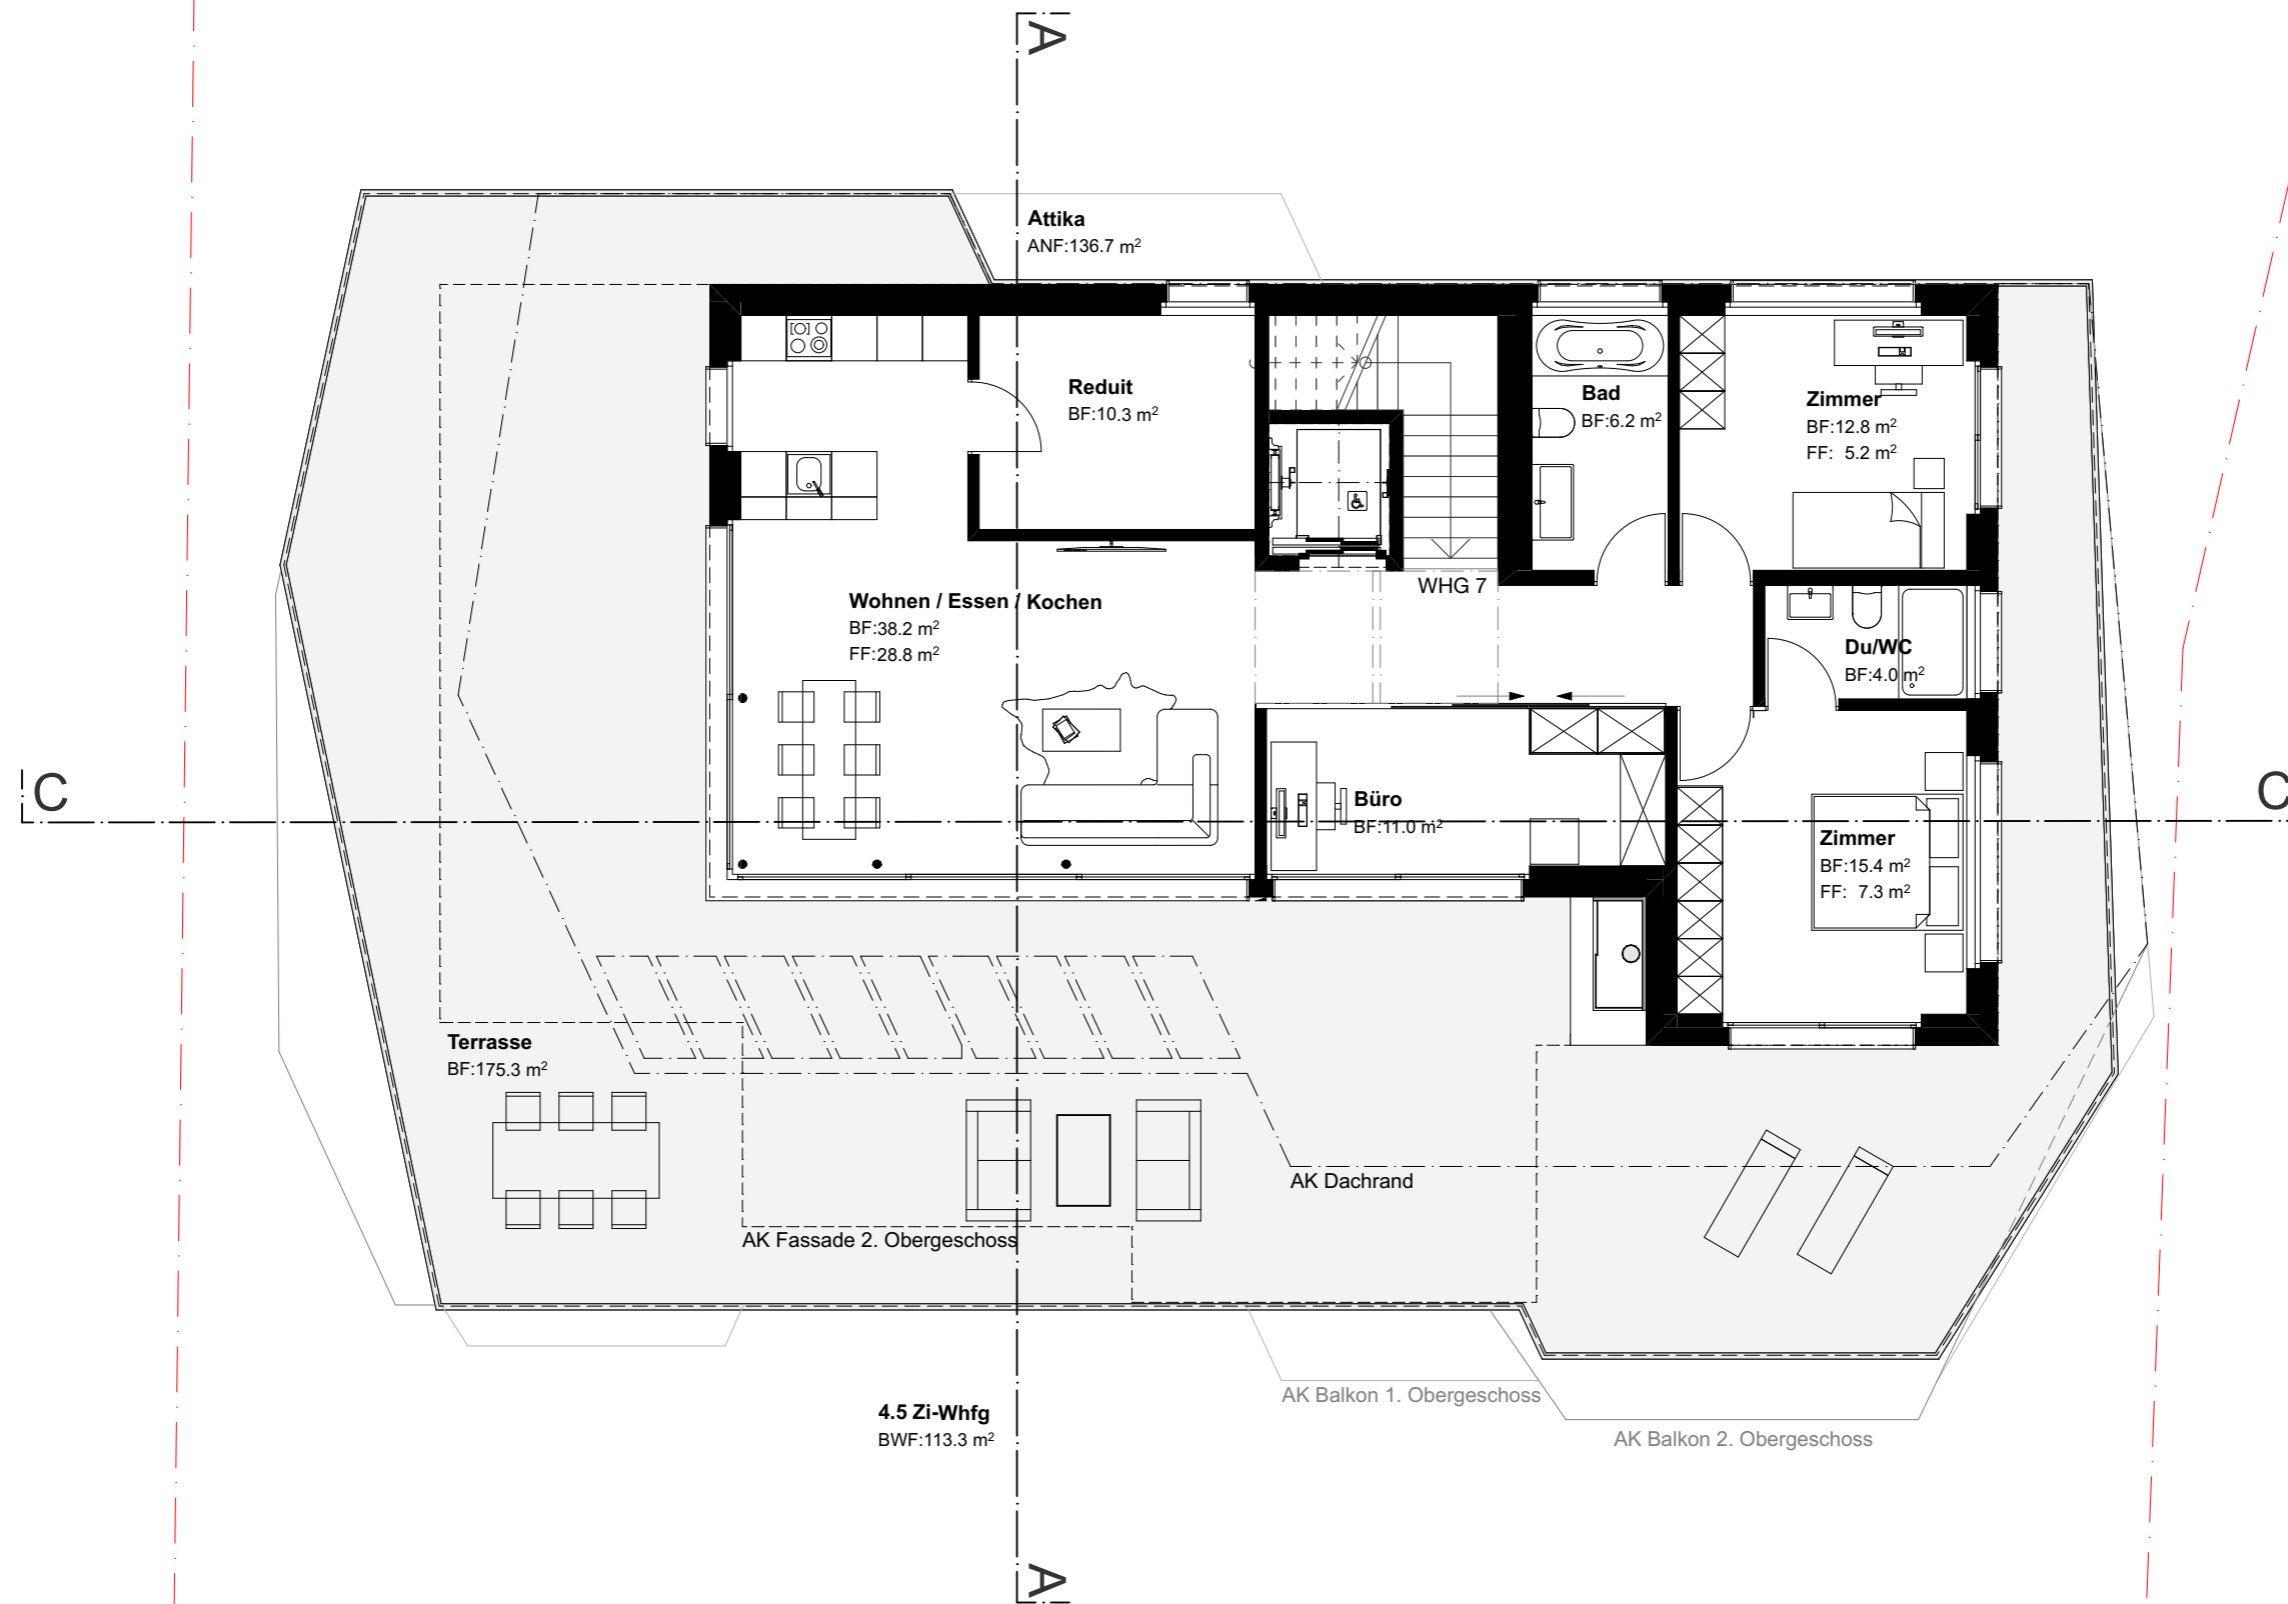 A
Attika
ANF:136.7 m²
Reduit
BF:10.3 m²
Bad
BF:6.2 m²
Zimmer
BF:12.8 m²
FF: 5.2 m²
WHG 7
Wohnen / Essen / Kochen
BF:38.2 m²
FF:28.8 m²
Du/WC
BF:4.0 m²
C
C
Büro
BF:11.0 m²
Zimmer
BF:15.4 m²
FF: 7.3 m²
Terrasse
BF:175.3 m²
AK Dachrand
AK Fassade 2. Obergeschoss
AK Balkon 1. Obergeschoss
AK Balkon 2. Obergeschoss
4.5 Zi-Whfg
BWF:113.3 m²
A